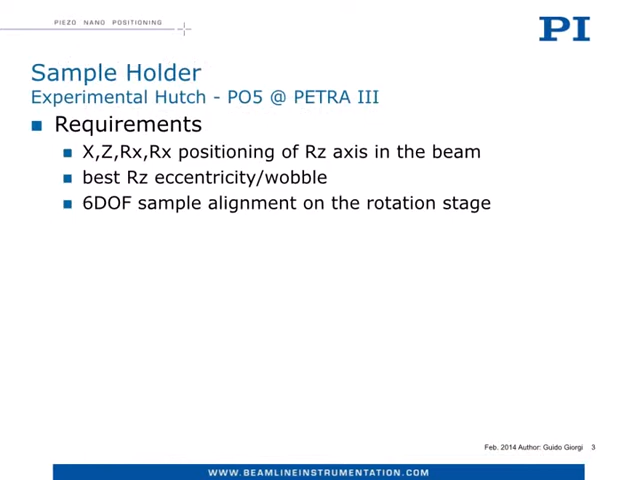 PIEZO NANO POSITIONING
PI
Sample Holder
Experimental Hutch - PO5 @ PETRA III
Requirements
X,Z,Rx,Rx positioning of Rz axis in the beam
best Rz eccentricity/wobble
6DOF sample alignment on the rotation stage
Feb. 2014 Author: Guido Giorgi 3
WWW.BEAMLINEINSTRUMENTATION.COM